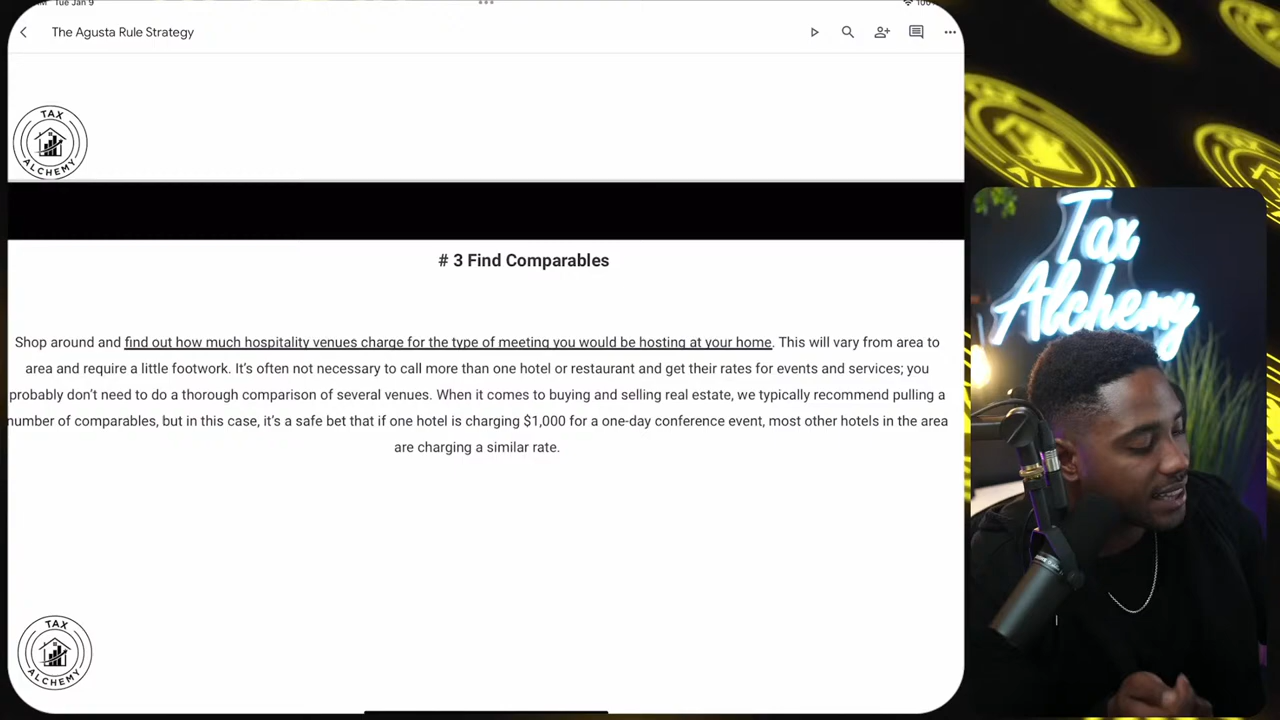 Tue Jan 9
100
The Agusta Rule Strategy
TAX
ALCHEMY
# 3 Find Comparables
Shop around and find out how much hospitality venues charge for the type of meeting you would be hosting at your home. This will vary from area to
area and require a little footwork. It's often not necessary to call more than one hotel or restaurant and get their rates for events and services; you
probably don't need to do a thorough comparison of several venues. When it comes to buying and selling real estate, we typically recommend pulling a
number of comparables, but in this case, it's a safe bet that if one hotel is charging $1,000 for a one-day conference event, most other hotels in the area
are charging a similar rate.
TAX
ALCHEMY
Tax
Alchemy